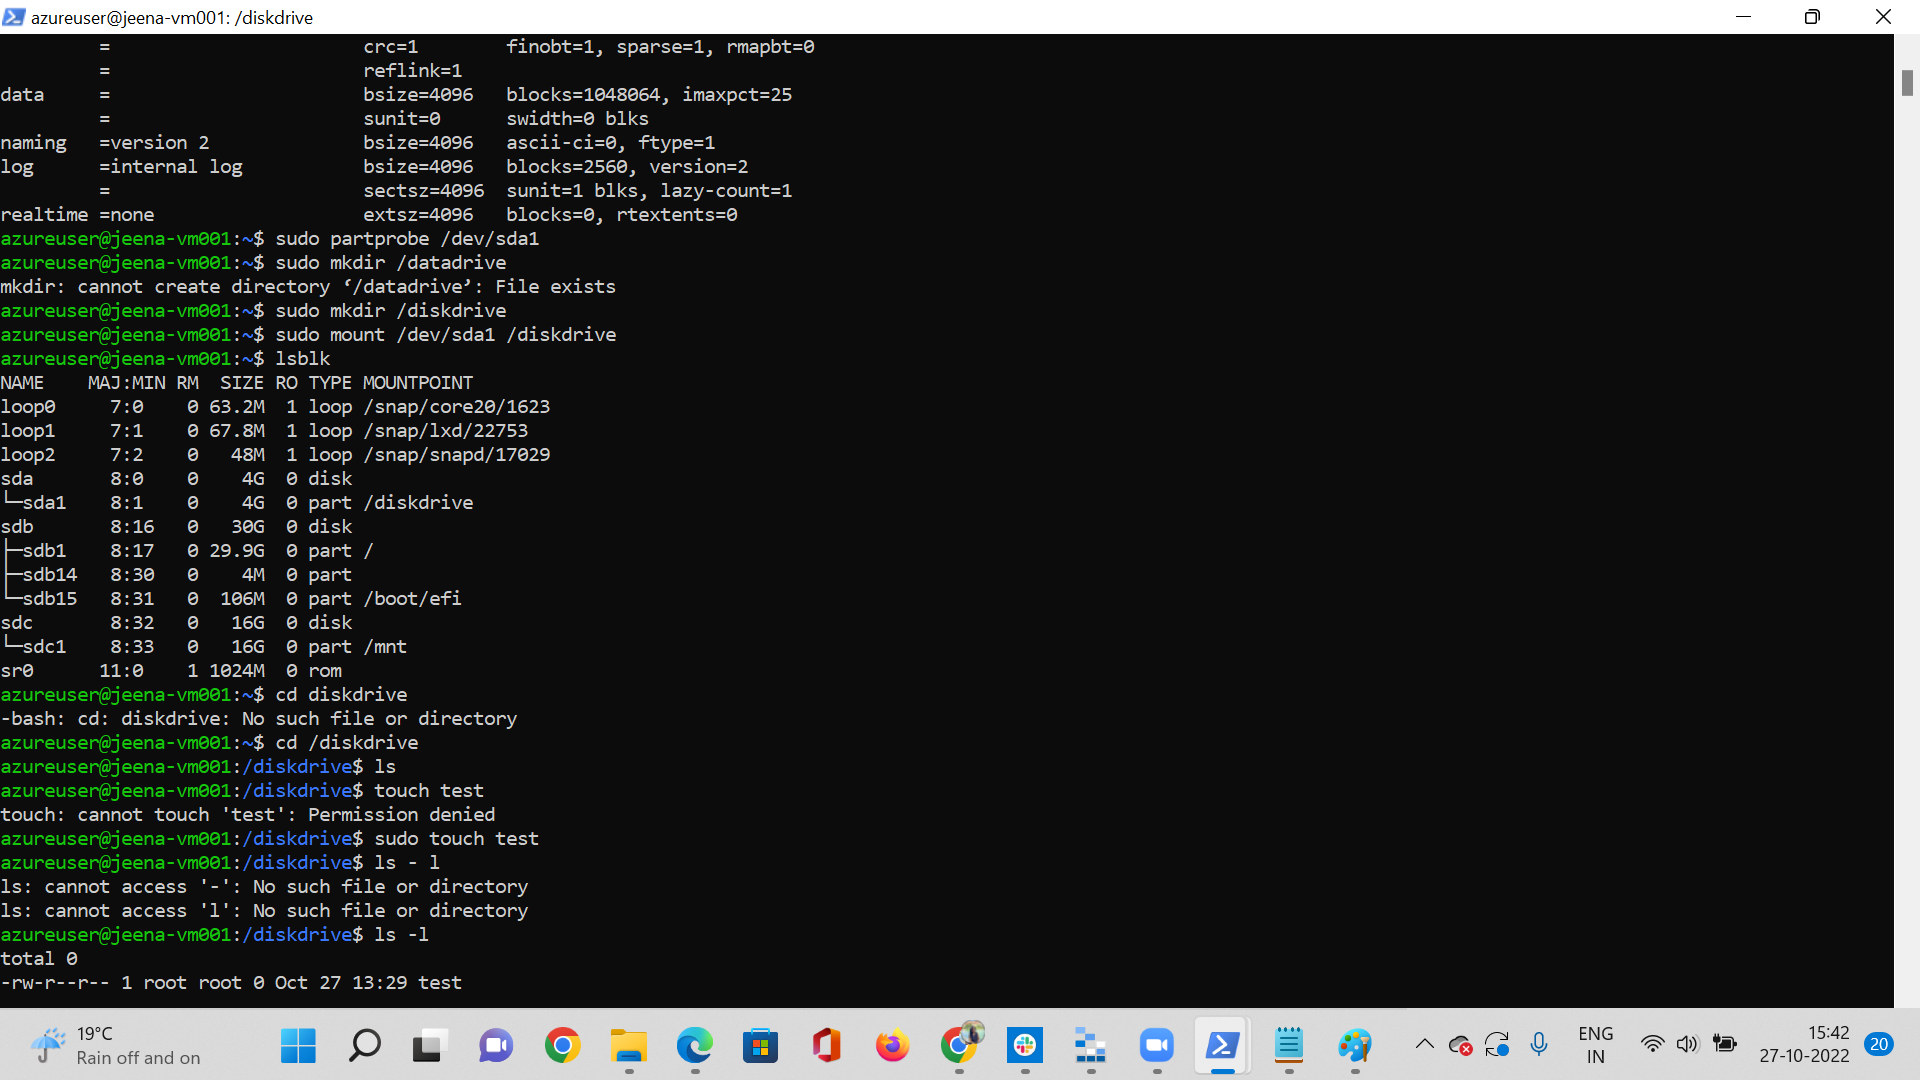 azureuser@jeena-vm001: /diskdrive
         =                       crc=1        finobt=1, sparse=1, rmapbt=0
         =                       reflink=1
data     =                       bsize=4096   blocks=1048064, imaxpct=25
         =                       sunit=0      swidth=0 blks
naming   =version 2              bsize=4096   ascii-ci=0, ftype=1
log      =internal log           bsize=4096   blocks=2560, version=2
         =                       sectsz=4096  sunit=1 blks, lazy-count=1
realtime =none                   extsz=4096   blocks=0, rtextents=0
azureuser@jeena-vm001:~$ sudo partprobe /dev/sda1
azureuser@jeena-vm001:~$ sudo mkdir /datadrive
mkdir: cannot create directory ‘/datadrive’: File exists
azureuser@jeena-vm001:~$ sudo mkdir /diskdrive
azureuser@jeena-vm001:~$ sudo mount /dev/sda1 /diskdrive
azureuser@jeena-vm001:~$ lsblk
NAME    MAJ:MIN RM  SIZE RO TYPE MOUNTPOINT
loop0     7:0    0 63.2M  1 loop /snap/core20/1623
loop1     7:1    0 67.8M  1 loop /snap/lxd/22753
loop2     7:2    0   48M  1 loop /snap/snapd/17029
sda       8:0    0    4G  0 disk
└─sda1    8:1    0    4G  0 part /diskdrive
sdb       8:16   0   30G  0 disk
├─sdb1    8:17   0 29.9G  0 part /
├─sdb14   8:30   0    4M  0 part
└─sdb15   8:31   0  106M  0 part /boot/efi
sdc       8:32   0   16G  0 disk
└─sdc1    8:33   0   16G  0 part /mnt
sr0      11:0    1 1024M  0 rom
azureuser@jeena-vm001:~$ cd diskdrive
-bash: cd: diskdrive: No such file or directory
azureuser@jeena-vm001:~$ cd /diskdrive
azureuser@jeena-vm001:/diskdrive$ ls
azureuser@jeena-vm001:/diskdrive$ touch test
touch: cannot touch 'test': Permission denied
azureuser@jeena-vm001:/diskdrive$ sudo touch test
azureuser@jeena-vm001:/diskdrive$ ls - l
ls: cannot access '-': No such file or directory
ls: cannot access 'l': No such file or directory
azureuser@jeena-vm001:/diskdrive$ ls -l
total 0
-rw-r--r-- 1 root root 0 Oct 27 13:29 test
19°C
Rain off and on
ENG
IN
15:42
27-10-2022
20